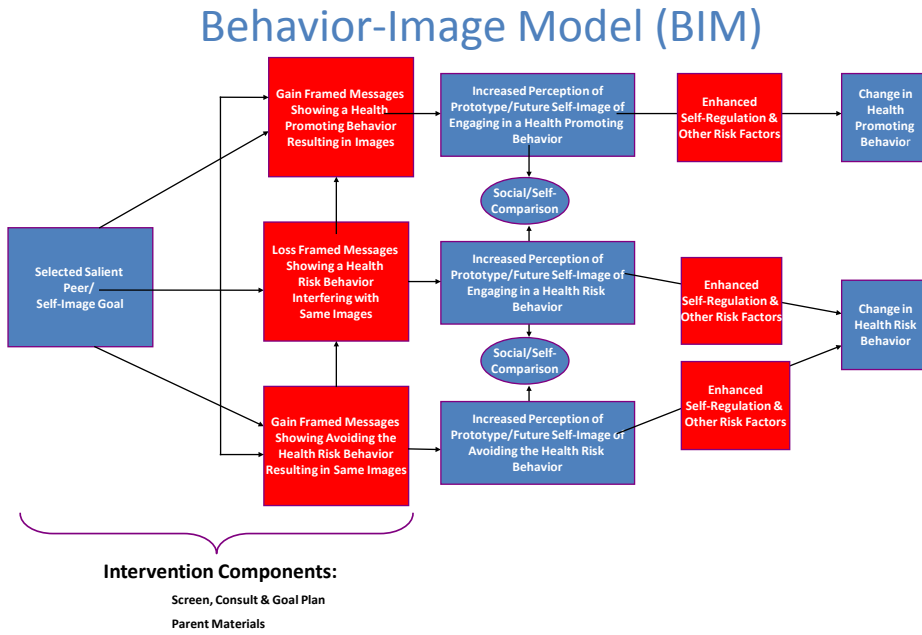 Behavior-Image Model (BIM)
Gain Framed Messages
Showing a Health
Promoting Behavior
Resulting in Images
Increased Perception of
Prototype/Future Self-Image of
Engaging in a Health Promoting
Behavior
Enhanced
Self-Regulation &
Other Risk Factors
Change in
Health
Promoting
Behavior
Social/Self-
Comparison
Selected Salient
Peer/
Self-Image Goal
Loss Framed Messages
Showing a Health
Risk Behavior
Interfering with
Same Images
Increased Perception of
Prototype/Future Self-Image of
Engaging in a Health Risk
Behavior
Enhanced
Self-Regulation &
Other Risk Factors
Change in
Health Risk
Behavior
Social/Self-
Comparison
Gain Framed Messages
Showing Avoiding the
Health Risk Behavior
Resulting in Same Images
Increased Perception of
Prototype/Future Self-Image of
Avoiding the Health Risk
Behavior
Enhanced
Self-Regulation &
Other Risk Factors
Intervention Components:
Screen, Consult & Goal Plan
Parent Materials